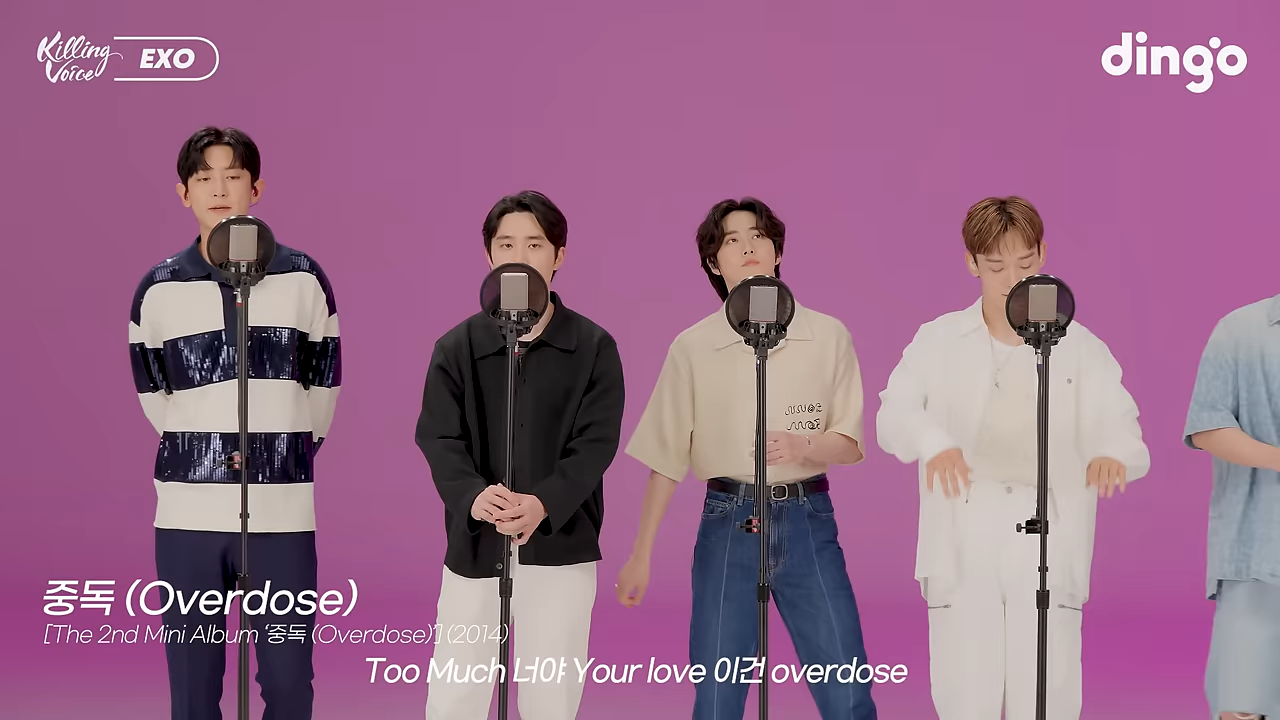 Killing Voice EXO
dingo
중독 (Overdose)
[The 2nd Mini Album ‘중독 (Overdose)’] (2014)
Too Much 너야 Your love 이건 overdose